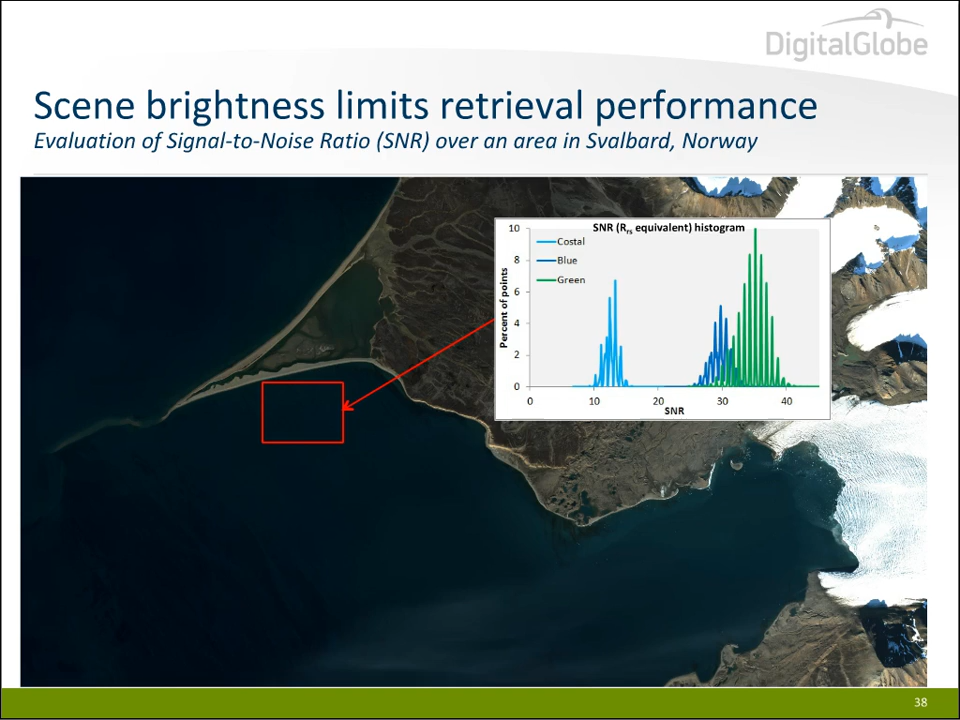 DigitalGlobe
Scene brightness limits retrieval performance
Evaluation of Signal-to-Noise Ratio (SNR) over an area in Svalbard, Norway
SNR (Rrs equivalent) histogram
Costal
Blue
Green
Percent of points
10
8
6
4
2
0
0 10 20 30 40
SNR
38